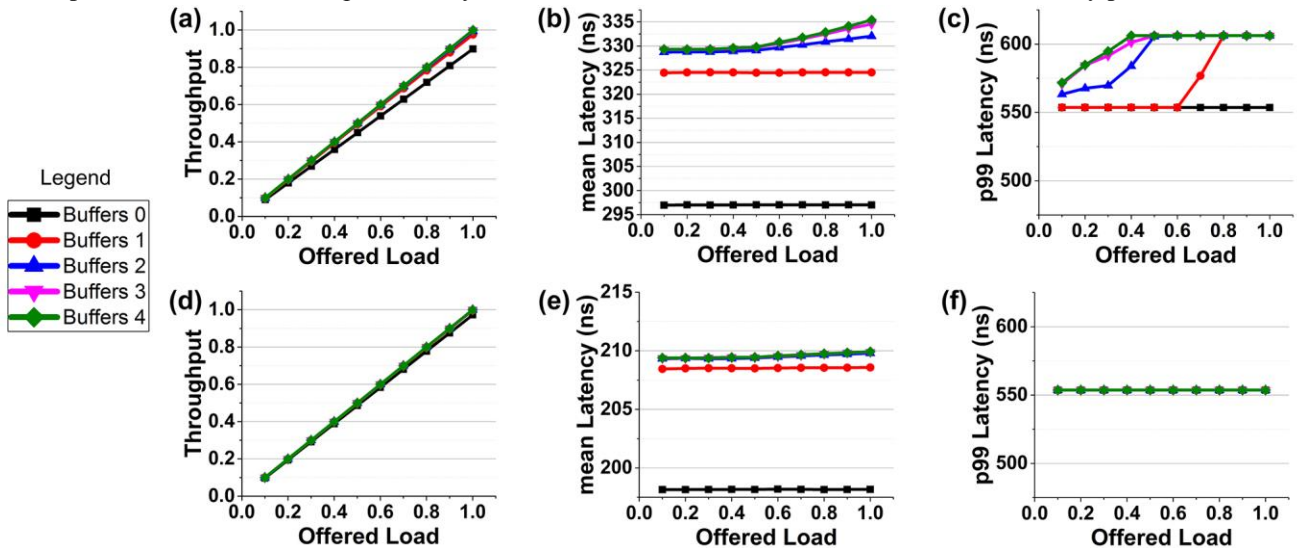 (a)
Throughput
1.0
0.8
0.6
0.4
0.2
0.0
0.0 0.2 0.4 0.6 0.8 1.0
Offered Load
(b)
mean Latency (ns)
335
330
325
320
315
310
305
300
295
0.0 0.2 0.4 0.6 0.8 1.0
Offered Load
(c)
p99 Latency (ns)
600
550
500
0.0 0.2 0.4 0.6 0.8 1.0
Offered Load
Legend
Buffers 0
Buffers 1
Buffers 2
Buffers 3
Buffers 4
(d)
Throughput
1.0
0.8
0.6
0.4
0.2
0.0
0.0 0.2 0.4 0.6 0.8 1.0
Offered Load
(e)
mean Latency (ns)
215
210
205
200
0.0 0.2 0.4 0.6 0.8 1.0
Offered Load
(f)
p99 Latency (ns)
600
550
500
0.0 0.2 0.4 0.6 0.8 1.0
Offered Load